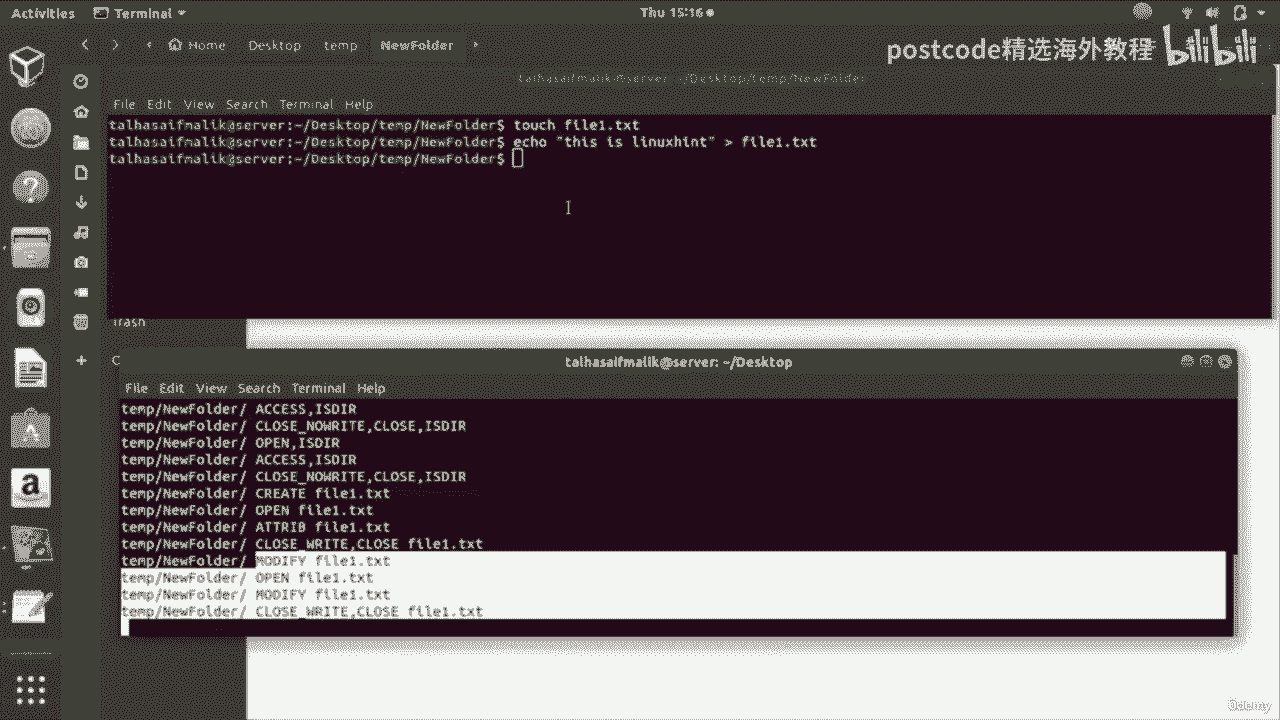 Activities Terminal Thu 15:16
Home Desktop temp NewFolder
postcode精选海外教程 bilibili
talhasaifmalik@server: ~/Desktop/temp/NewFolder
File Edit View Search Terminal Help
talhasaifmalik@server:~/Desktop/temp/NewFolder$ touch file1.txt
talhasaifmalik@server:~/Desktop/temp/NewFolder$ echo "this is linuxhint" > file1.txt
talhasaifmalik@server:~/Desktop/temp/NewFolder$
Trash
talhasaifmalik@server: ~/Desktop
File Edit View Search Terminal Help
temp/NewFolder/ ACCESS,ISDIR
temp/NewFolder/ CLOSE_NOWRITE,CLOSE,ISDIR
temp/NewFolder/ OPEN,ISDIR
temp/NewFolder/ ACCESS,ISDIR
temp/NewFolder/ CLOSE_NOWRITE,CLOSE,ISDIR
temp/NewFolder/ CREATE file1.txt
temp/NewFolder/ OPEN file1.txt
temp/NewFolder/ ATTRIB file1.txt
temp/NewFolder/ CLOSE_WRITE,CLOSE file1.txt
temp/NewFolder/ MODIFY file1.txt
temp/NewFolder/ OPEN file1.txt
temp/NewFolder/ MODIFY file1.txt
temp/NewFolder/ CLOSE_WRITE,CLOSE file1.txt
Udemy